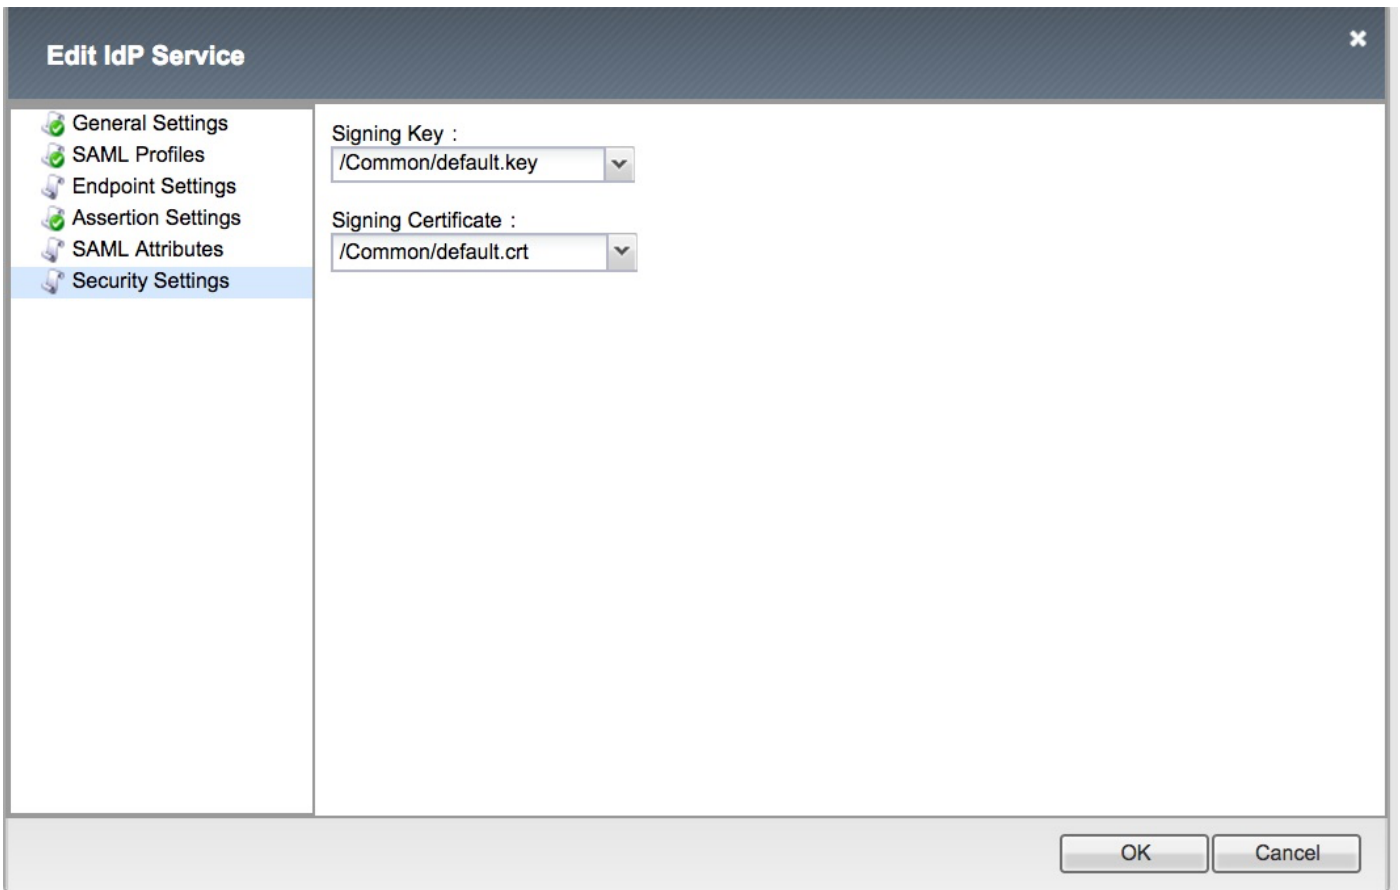 Edit IdP Service
General Settings
SAML Profiles
Endpoint Settings
Assertion Settings
SAML Attributes
Security Settings
Signing Key :
/Common/default.key
Signing Certificate :
/Common/default.crt
OK
Cancel